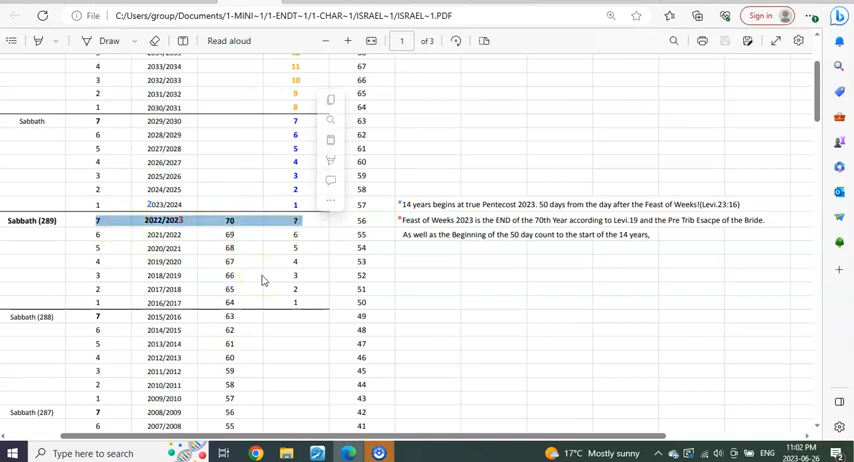 File | C:/Users/group/Documents/1-MINI~1/1-ENDT~1/1-CHAR~1/ISRAEL~1/ISRAEL~1.PDF
Sign in
Draw
Read aloud
1 of 3
4 2033/2034 11 67
3 2032/2033 10 66
2 2031/2032 9 65
1 2030/2031 8 64
Sabbath 7 2029/2030 7 63
6 2028/2029 6 62
5 2027/2028 5 61
4 2026/2027 4 60
3 2025/2026 3 59
2 2024/2025 2 58
1 2023/2024 1 57 *14 years begins at true Pentecost 2023. 50 days from the day after the Feast of Weeks!(Levi.23:16)
Sabbath (289) 7 2022/2023 70 7 56 *Feast of Weeks 2023 is the END of the 70th Year according to Levi.19 and the Pre Trib Esacpe of the Bride.
6 2021/2022 69 6 55 As well as the Beginning of the 50 day count to the start of the 14 years,
5 2020/2021 68 5 54
4 2019/2020 67 4 53
3 2018/2019 66 3 52
2 2017/2018 65 2 51
1 2016/2017 64 1 50
Sabbath (288) 7 2015/2016 63 49
6 2014/2015 62 48
5 2013/2014 61 47
4 2012/2013 60 46
3 2011/2012 59 45
2 2010/2011 58 44
1 2009/2010 57 43
Sabbath (287) 7 2008/2009 56 42
6 2007/2008 55 41
Type here to search
17°C Mostly sunny
11:02 PM
2023-06-26
2